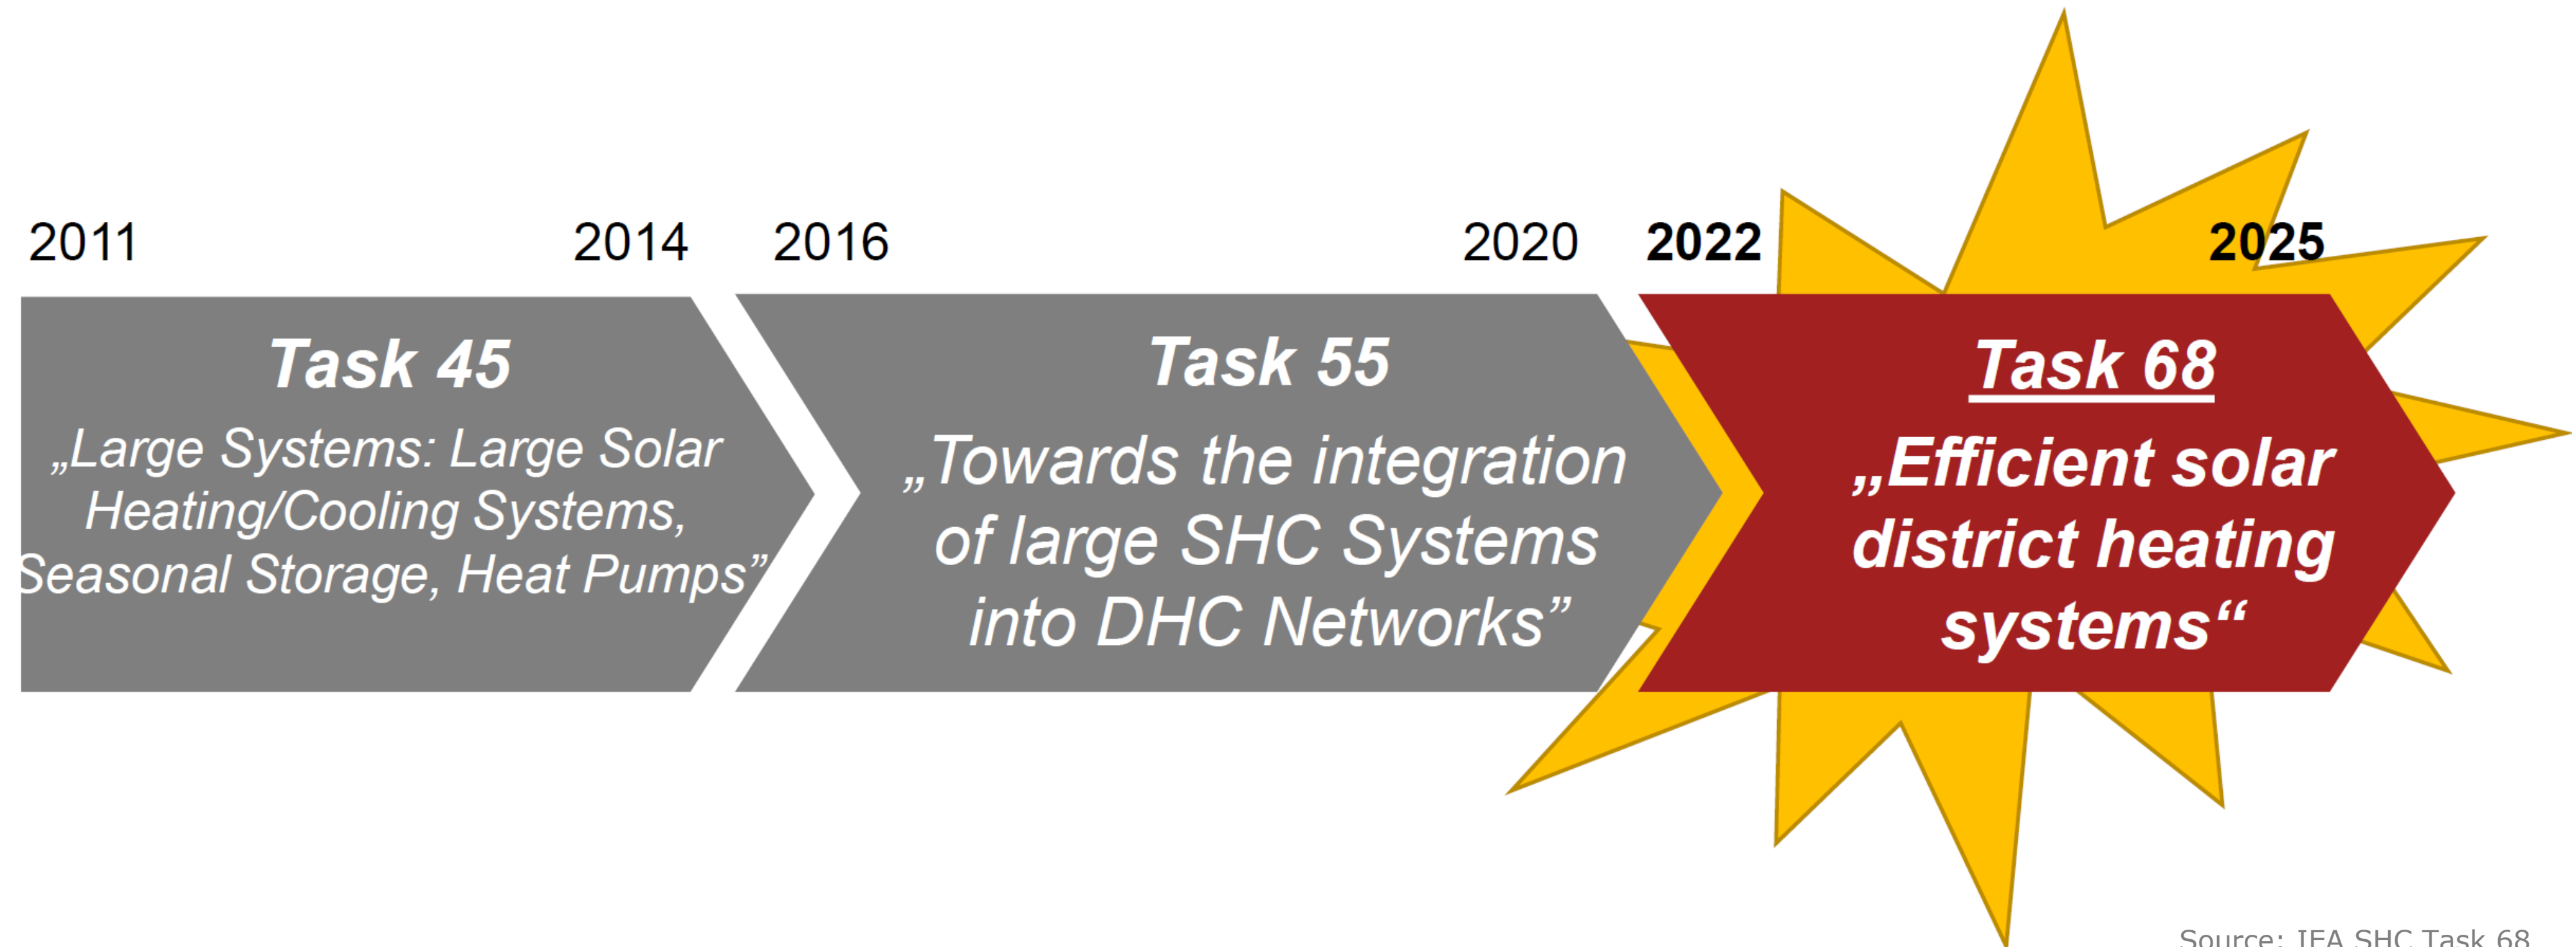 2011
2014
2016
2020
2022
2025
Task 45
„Large Systems: Large Solar
Heating/Cooling Systems,
Seasonal Storage, Heat Pumps”
Task 55
„Towards the integration
of large SHC Systems
into DHC Networks”
Task 68
„Efficient solar
district heating
systems“
Source: IEA SHC Task 68